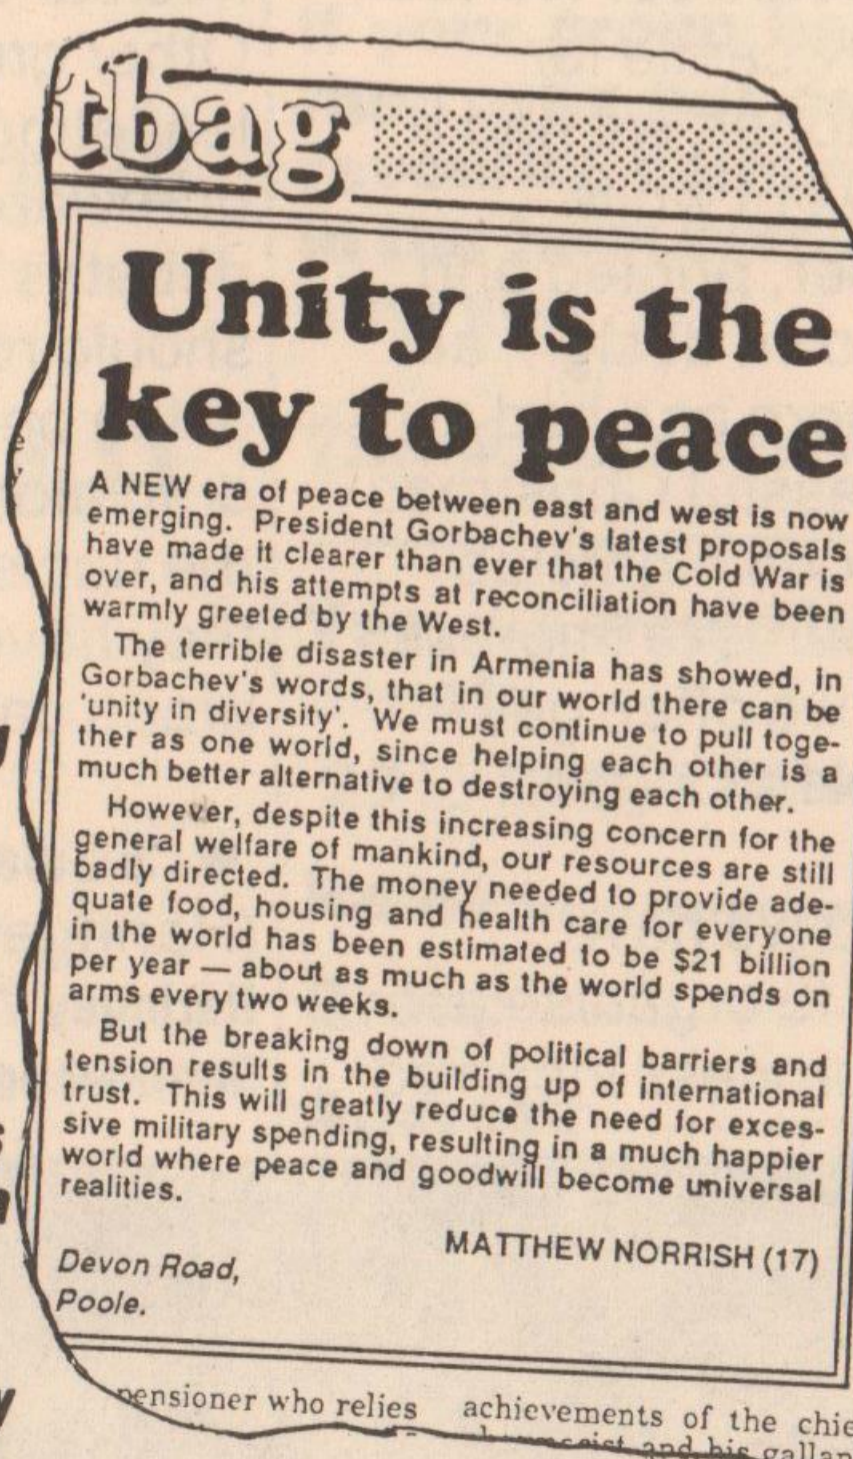 tbag
Unity is the
key to peace
A NEW era of peace between east and west is now
emerging. President Gorbachev's latest proposals
have made it clearer than ever that the Cold War is
over, and his attempts at reconciliation have been
warmly greeted by the West.
The terrible disaster in Armenia has showed, in
Gorbachev's words, that in our world there can be
'unity in diversity'. We must continue to pull toge-
ther as one world, since helping each other is a
much better alternative to destroying each other.
However, despite this increasing concern for the
general welfare of mankind, our resources are still
badly directed. The money needed to provide ade-
quate food, housing and health care for everyone
in the world has been estimated to be $21 billion
per year — about as much as the world spends on
arms every two weeks.
But the breaking down of political barriers and
tension results in the building up of international
trust. This will greatly reduce the need for exces-
sive military spending, resulting in a much happier
world where peace and goodwill become universal
realities.
MATTHEW NORRISH (17)
Devon Road,
Poole.
pensioner who relies
achievements of the chie
and his gallan